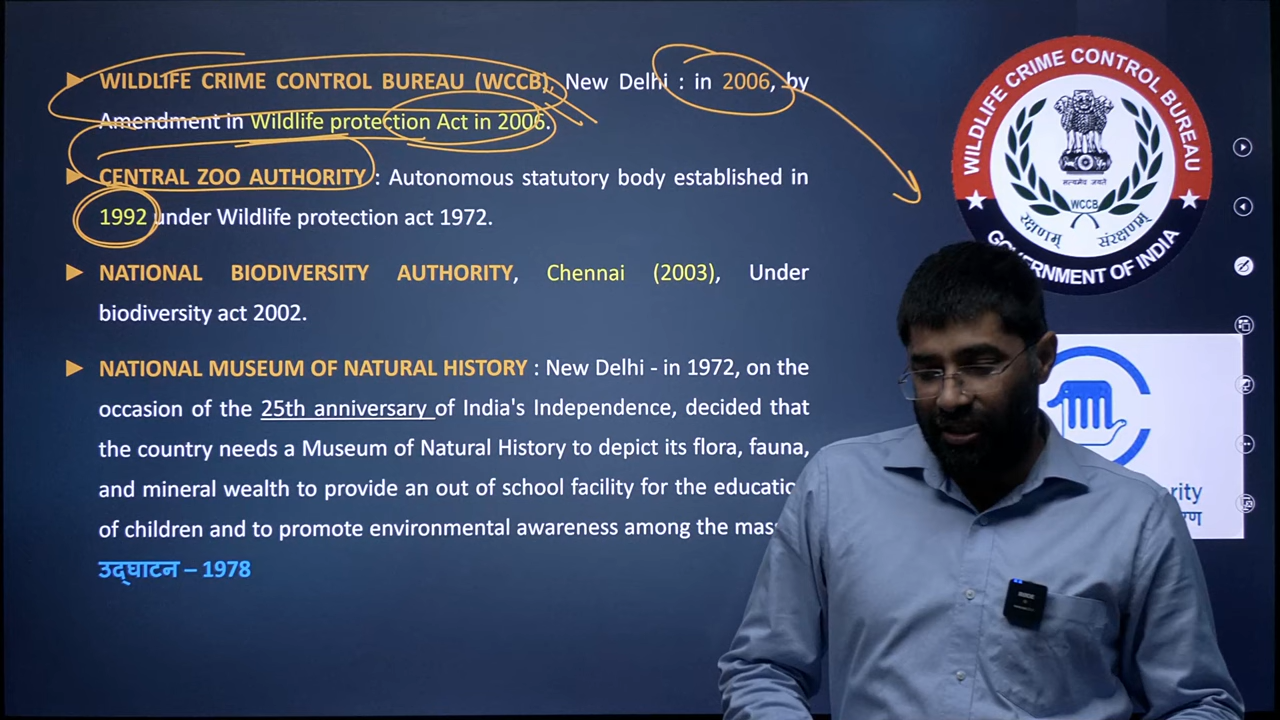 WILDLIFE CRIME CONTROL BUREAU (WCCB), New Delhi : in 2006, by
Amendment in Wildlife protection Act in 2006.
CENTRAL ZOO AUTHORITY : Autonomous statutory body established in
1992 under Wildlife protection act 1972.
NATIONAL BIODIVERSITY AUTHORITY, Chennai (2003), Under
biodiversity act 2002.
NATIONAL MUSEUM OF NATURAL HISTORY : New Delhi - in 1972, on the
occasion of the 25th anniversary of India's Independence, decided that
the country needs a Museum of Natural History to depict its flora, fauna,
and mineral wealth to provide an out of school facility for the
of children and to promote environmental awareness among the
उद्घाटन – 1978
WILDLIFE CRIME CONTROL BUREAU
सत्यमेव जयते
WCCB
रक्षणम् संरक्षणम्
OF INDIA